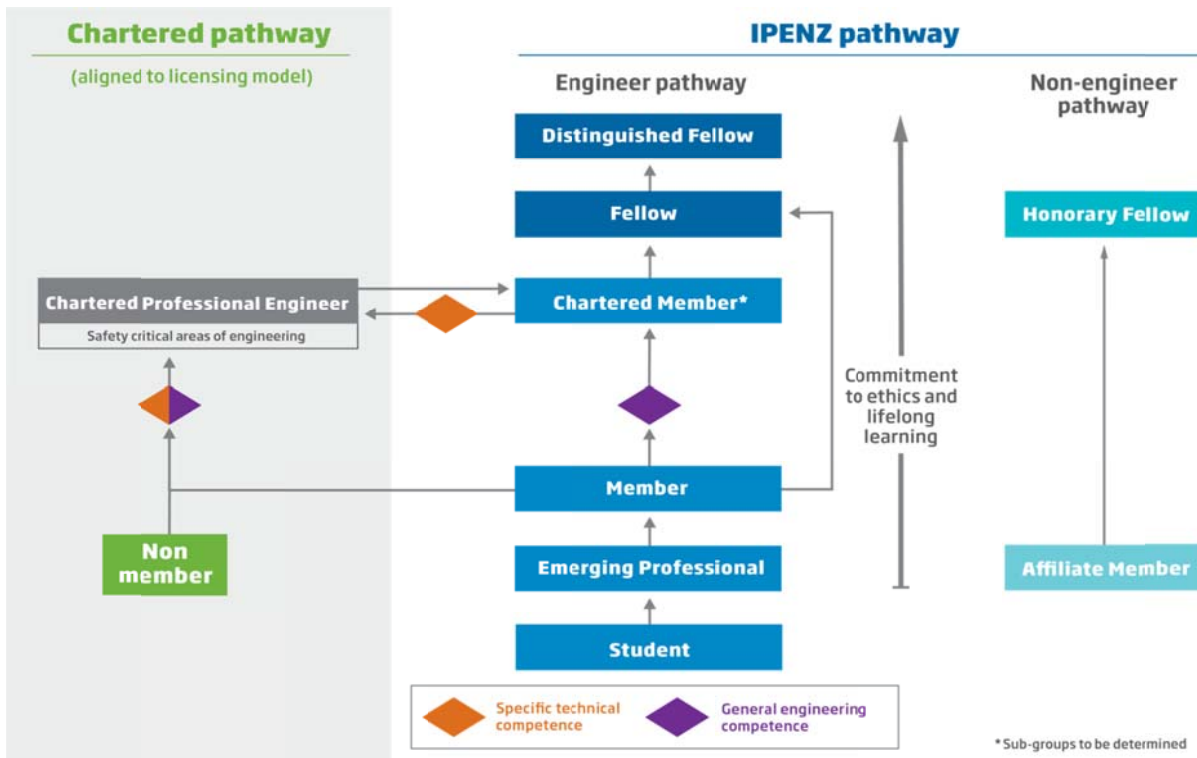 Chartered pathway
(aligned to licensing model)
IPENZ pathway
Engineer pathway
Non-engineer
pathway
Distinguished Fellow
Fellow
Honorary Fellow
Chartered Professional Engineer
Safety critical areas of engineering
Chartered Member*
Commitment
to ethics and
lifelong
learning
Member
Non
member
Emerging Professional
Affiliate Member
Student
Specific technical
competence
General engineering
competence
* Sub-groups to be determined